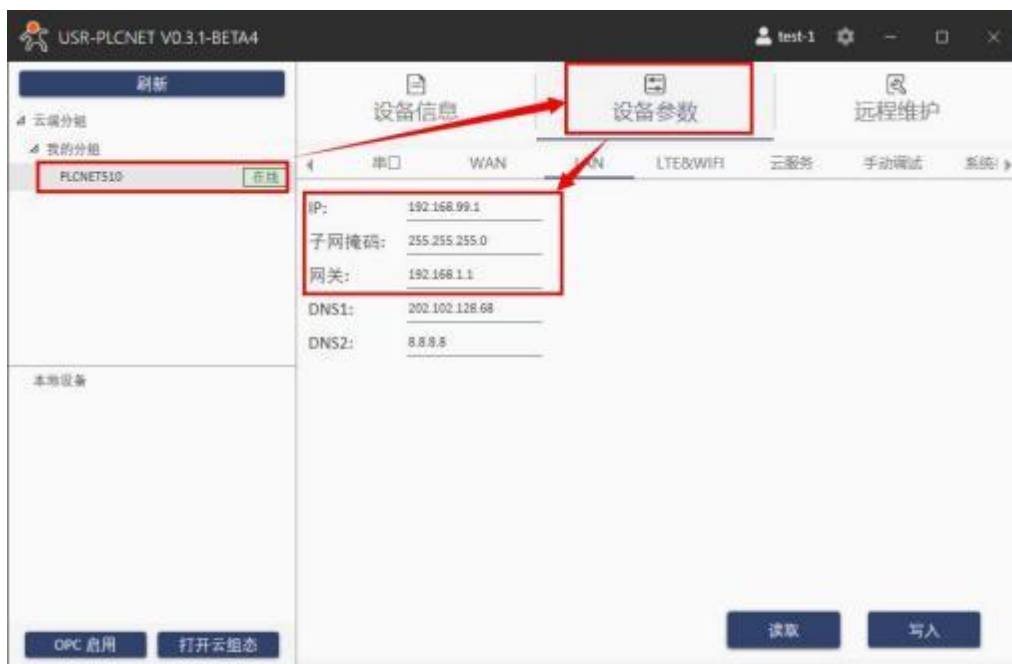 USR-PLCNET V0.3.1-BETA4
test-1
刷新
云端分组
我的分组
PLCNET510
在线
设备信息
设备参数
远程维护
串口
WAN
LAN
LTE&WIFI
云服务
手动调试
系统
IP:
192.168.99.1
子网掩码:
255.255.255.0
网关:
192.168.1.1
DNS1:
202.102.128.68
DNS2:
8.8.8.8
本地设备
OPC 启用
打开云组态
读取
写入